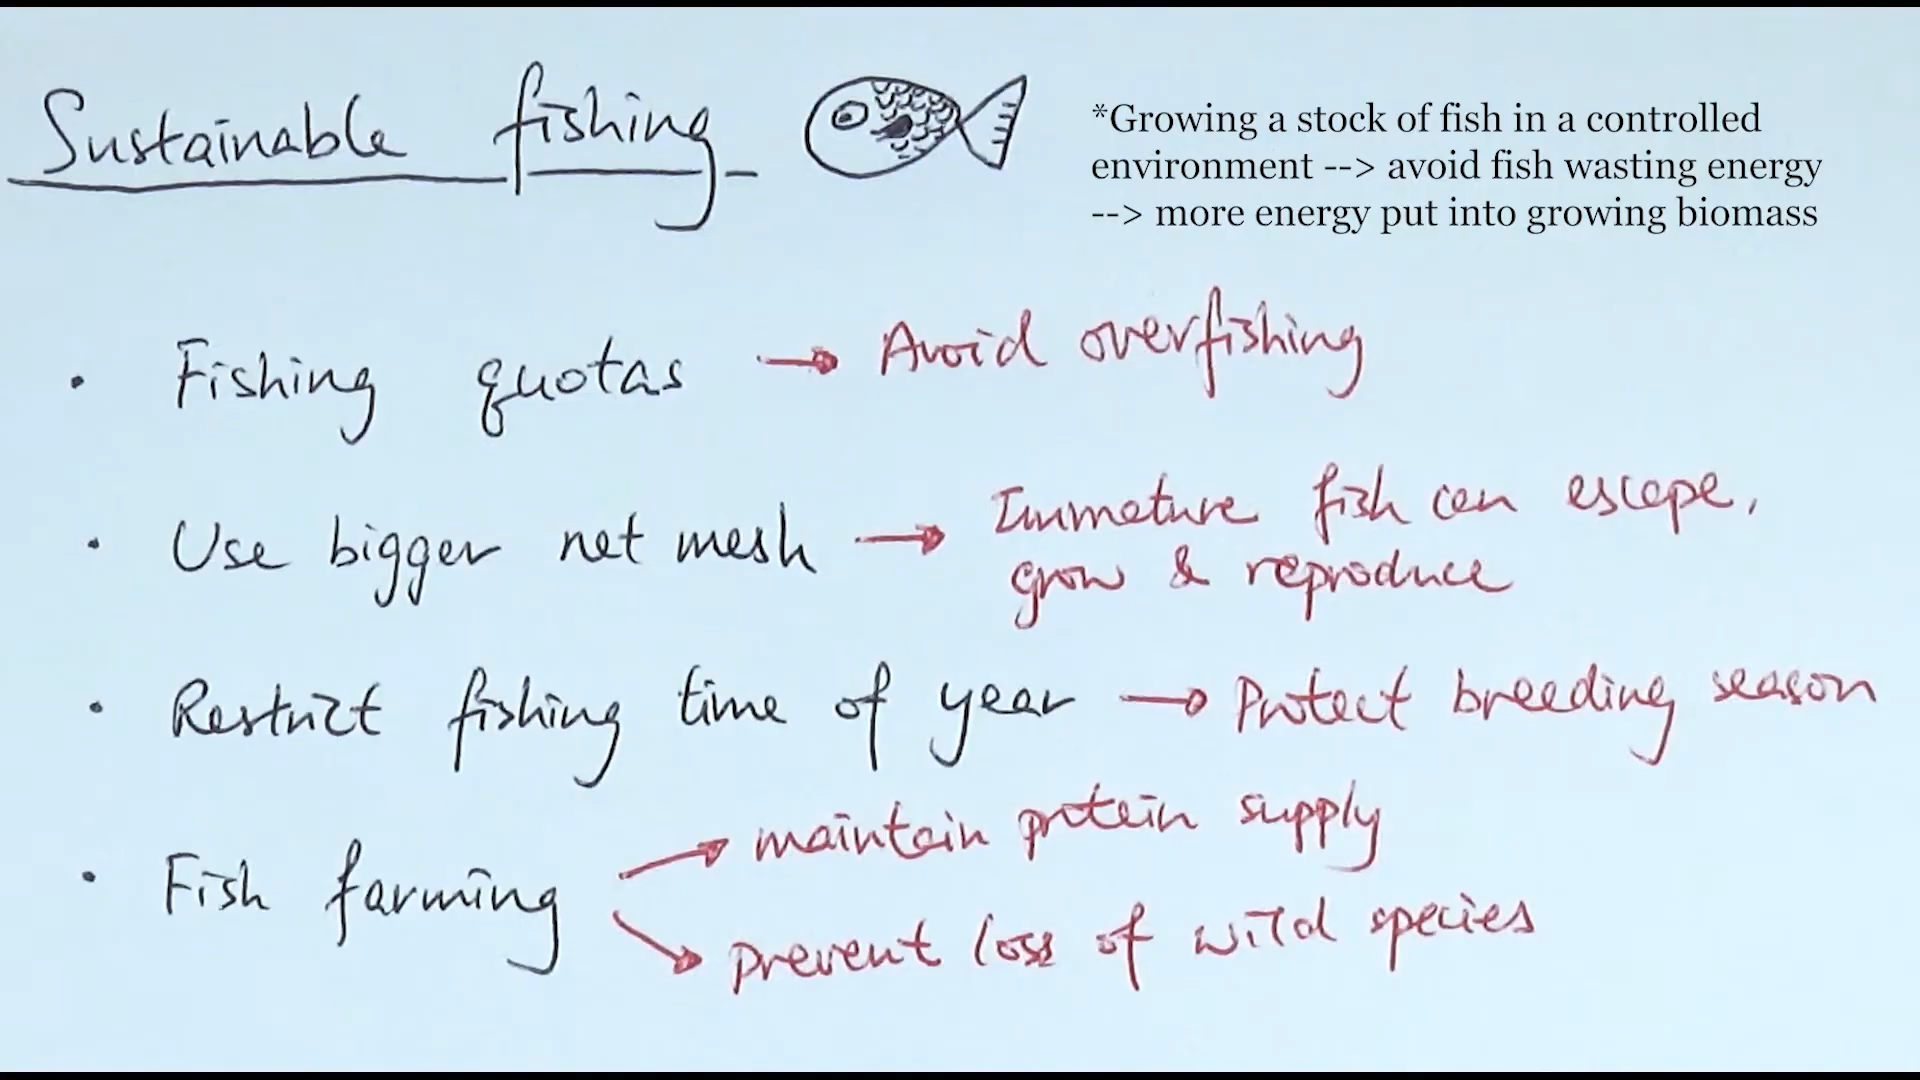 Sustainable fishing
*Growing a stock of fish in a controlled
environment --> avoid fish wasting energy
--> more energy put into growing biomass
• Fishing quotas → Avoid overfishing
• Use bigger net mesh → Immature fish can escape,
grow & reproduce
• Restrict fishing time of year → Protect breeding season
• Fish farming → maintain protein supply
→ prevent loss of wild species